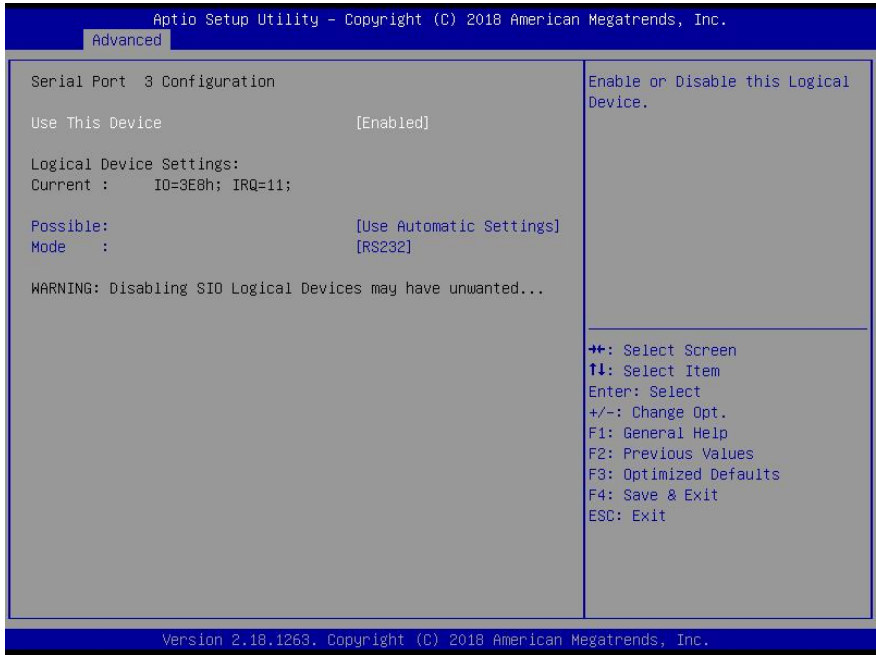 Aptio Setup Utility – Copyright (C) 2018 American Megatrends, Inc.
Advanced
Serial Port 3 Configuration
Use This Device [Enabled]
Logical Device Settings:
Current : IO=3E8h; IRQ=11;
Possible: [Use Automatic Settings]
Mode : [RS232]
WARNING: Disabling SIO Logical Devices may have unwanted...
Enable or Disable this Logical
Device.
→←: Select Screen
↑↓: Select Item
Enter: Select
+/-: Change Opt.
F1: General Help
F2: Previous Values
F3: Optimized Defaults
F4: Save & Exit
ESC: Exit
Version 2.18.1263. Copyright (C) 2018 American Megatrends, Inc.